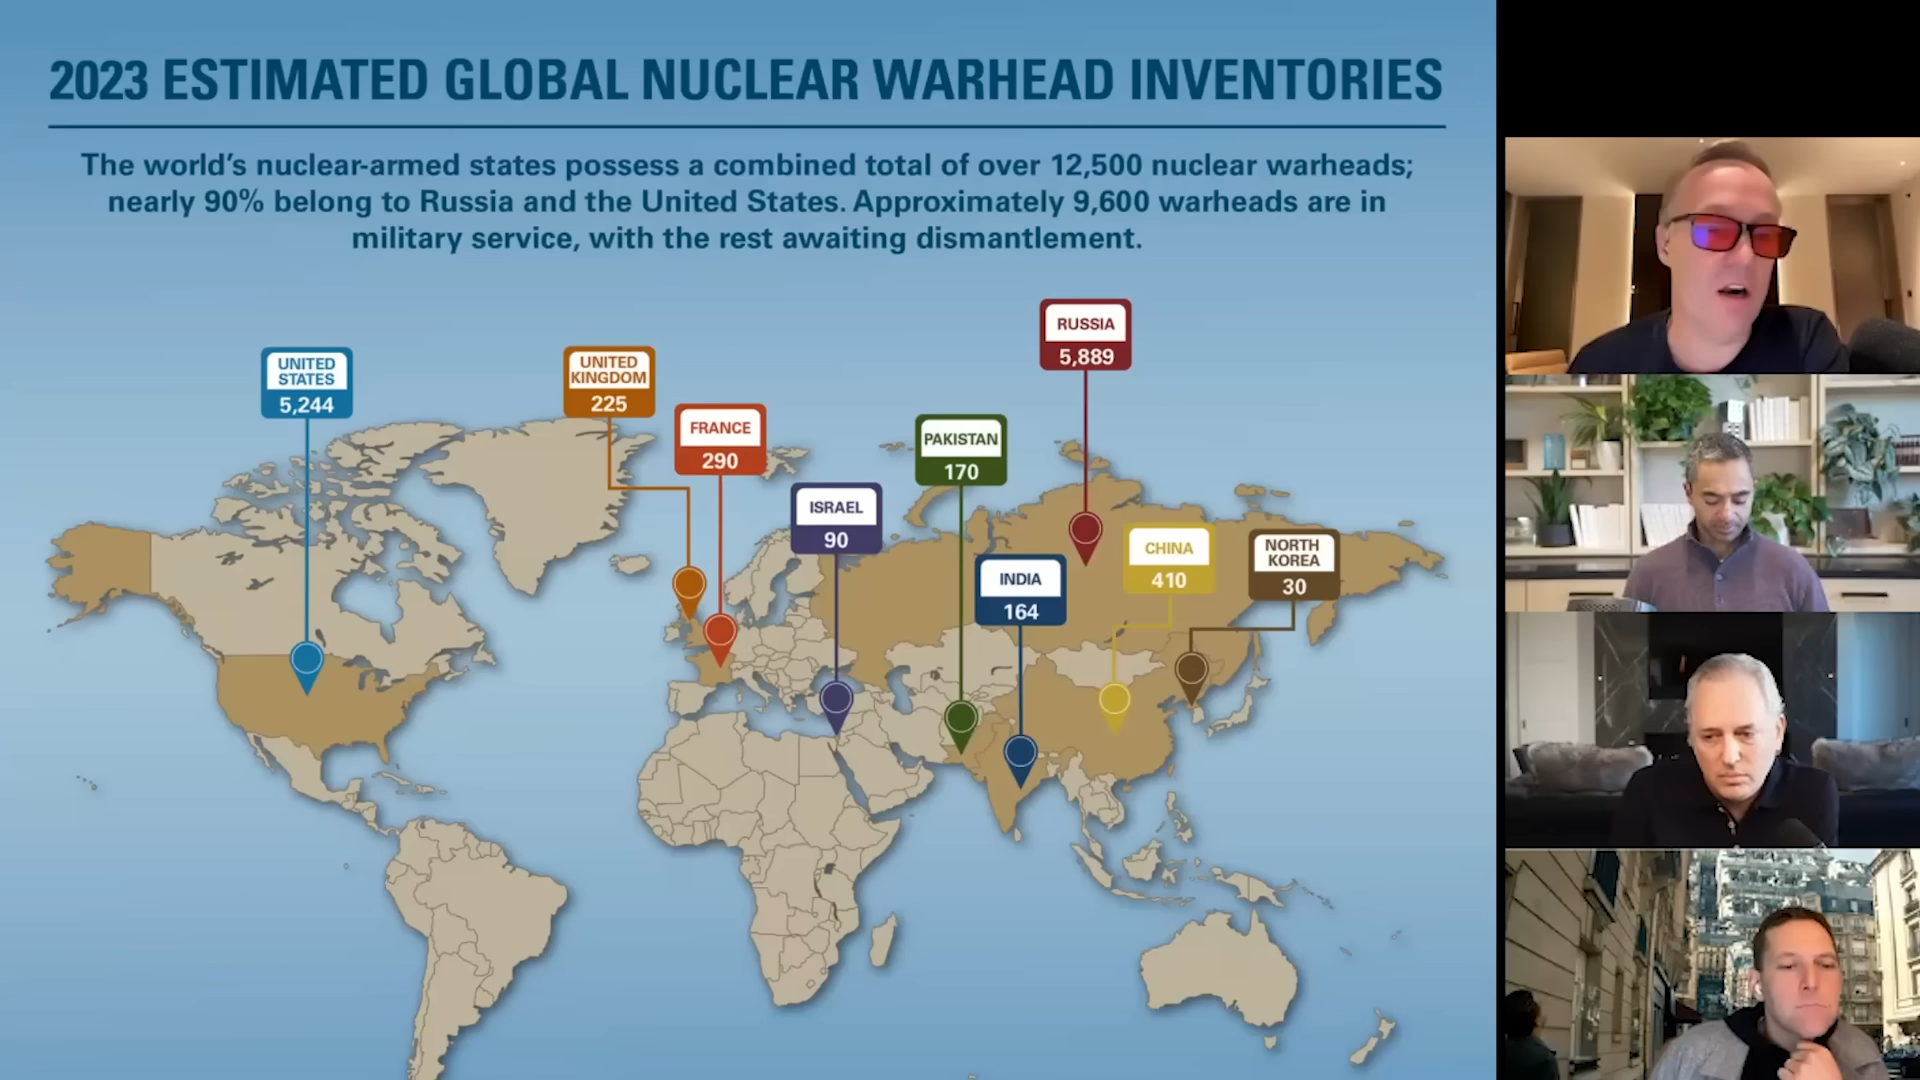 2023 ESTIMATED GLOBAL NUCLEAR WARHEAD INVENTORIES
The world's nuclear-armed states possess a combined total of over 12,500 nuclear warheads;
nearly 90% belong to Russia and the United States. Approximately 9,600 warheads are in
military service, with the rest awaiting dismantlement.
RUSSIA
5,889
UNITED
STATES
5,244
UNITED
KINGDOM
225
FRANCE
290
PAKISTAN
170
ISRAEL
90
CHINA
410
NORTH
KOREA
30
INDIA
164